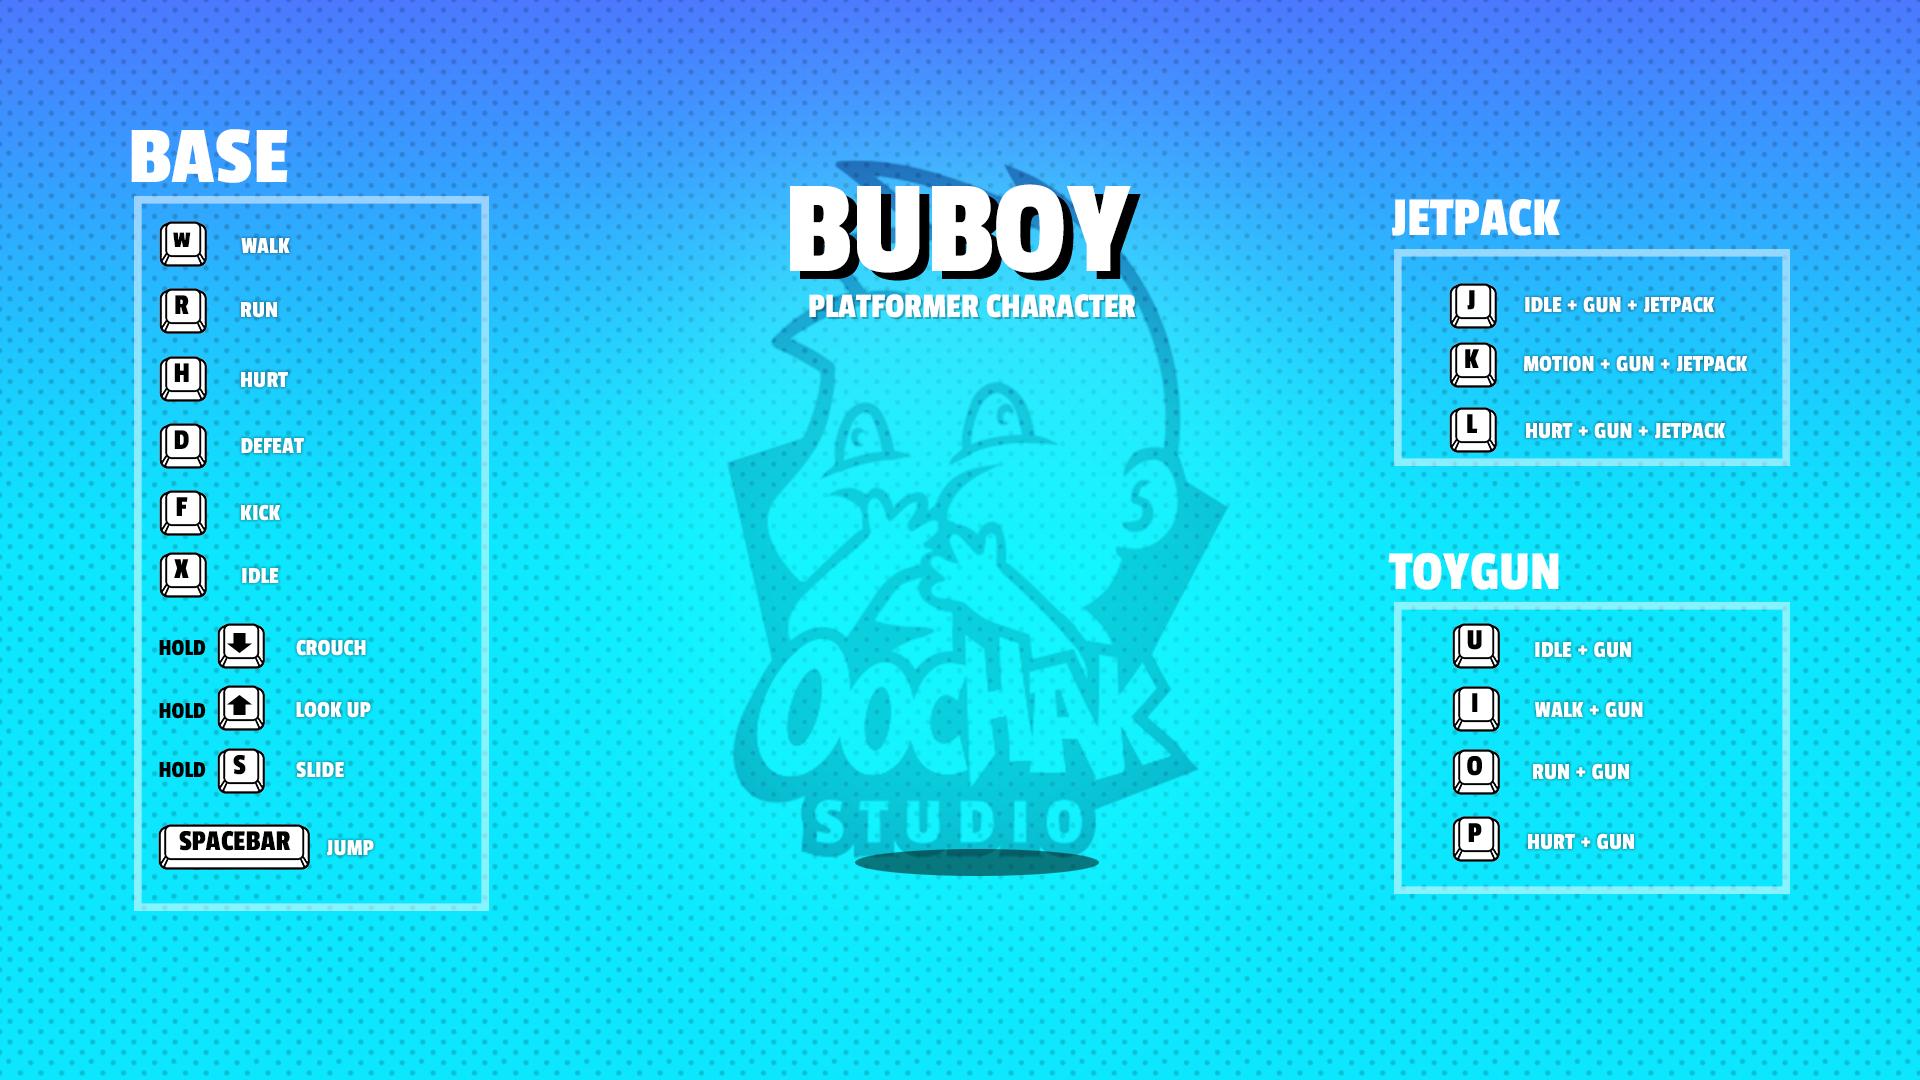 BASE
W WALK
R RUN
H HURT
D DEFEAT
F KICK
X IDLE
HOLD CROUCH
HOLD LOOK UP
HOLD S SLIDE
SPACEBAR JUMP
BUBOY
PLATFORMER CHARACTER
OOCHAK
STUDIO
JETPACK
J IDLE + GUN + JETPACK
K MOTION + GUN + JETPACK
L HURT + GUN + JETPACK
TOYGUN
U IDLE + GUN
I WALK + GUN
O RUN + GUN
P HURT + GUN